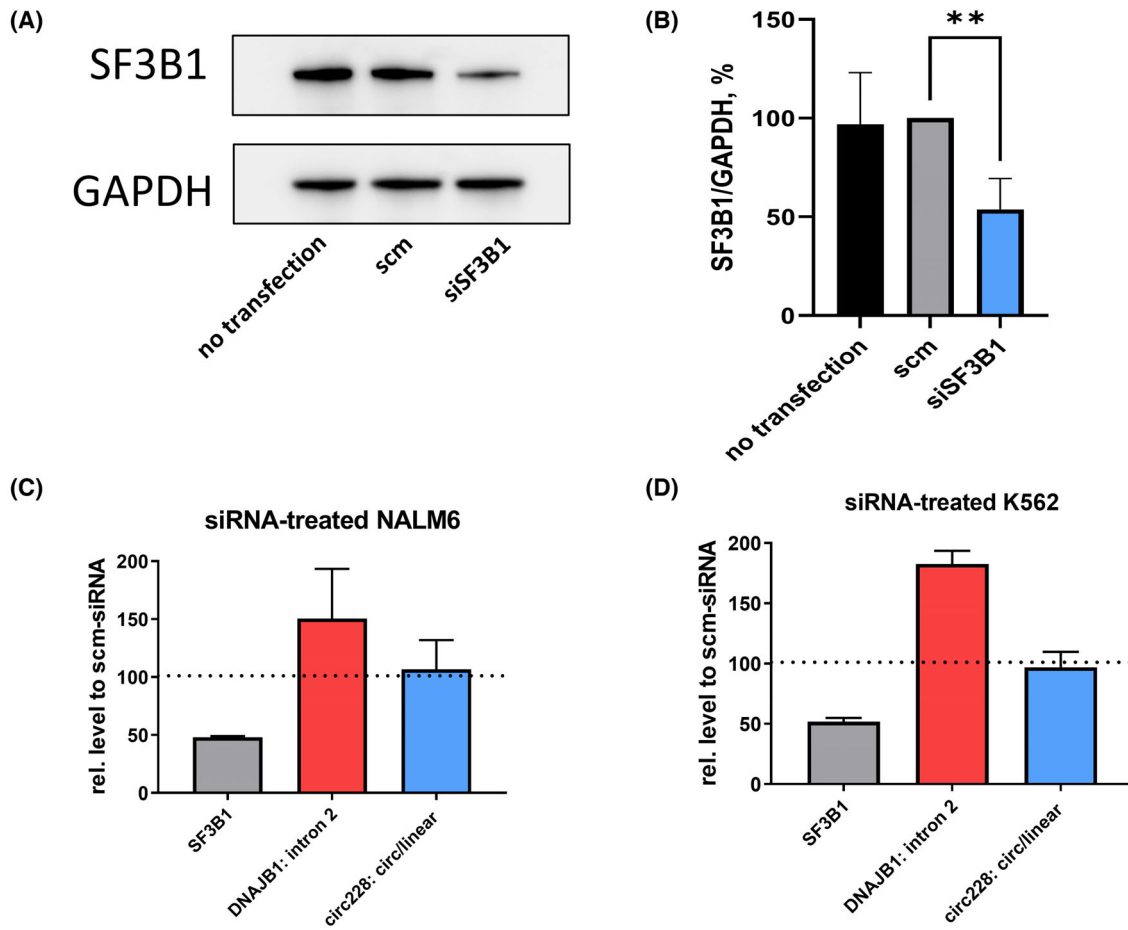 (A)
SF3B1
GAPDH
no transfection
scm
siSF3B1
(B)
**
SF3B1/GAPDH, %
150
100
50
0
no transfection
scm
siSF3B1
(C)
siRNA-treated NALM6
rel. level to scm-siRNA
200
150
100
50
0
SF3B1
DNAJB1: intron 2
circ228: circ/linear
(D)
siRNA-treated K562
rel. level to scm-siRNA
200
150
100
50
0
SF3B1
DNAJB1: intron 2
circ228: circ/linear